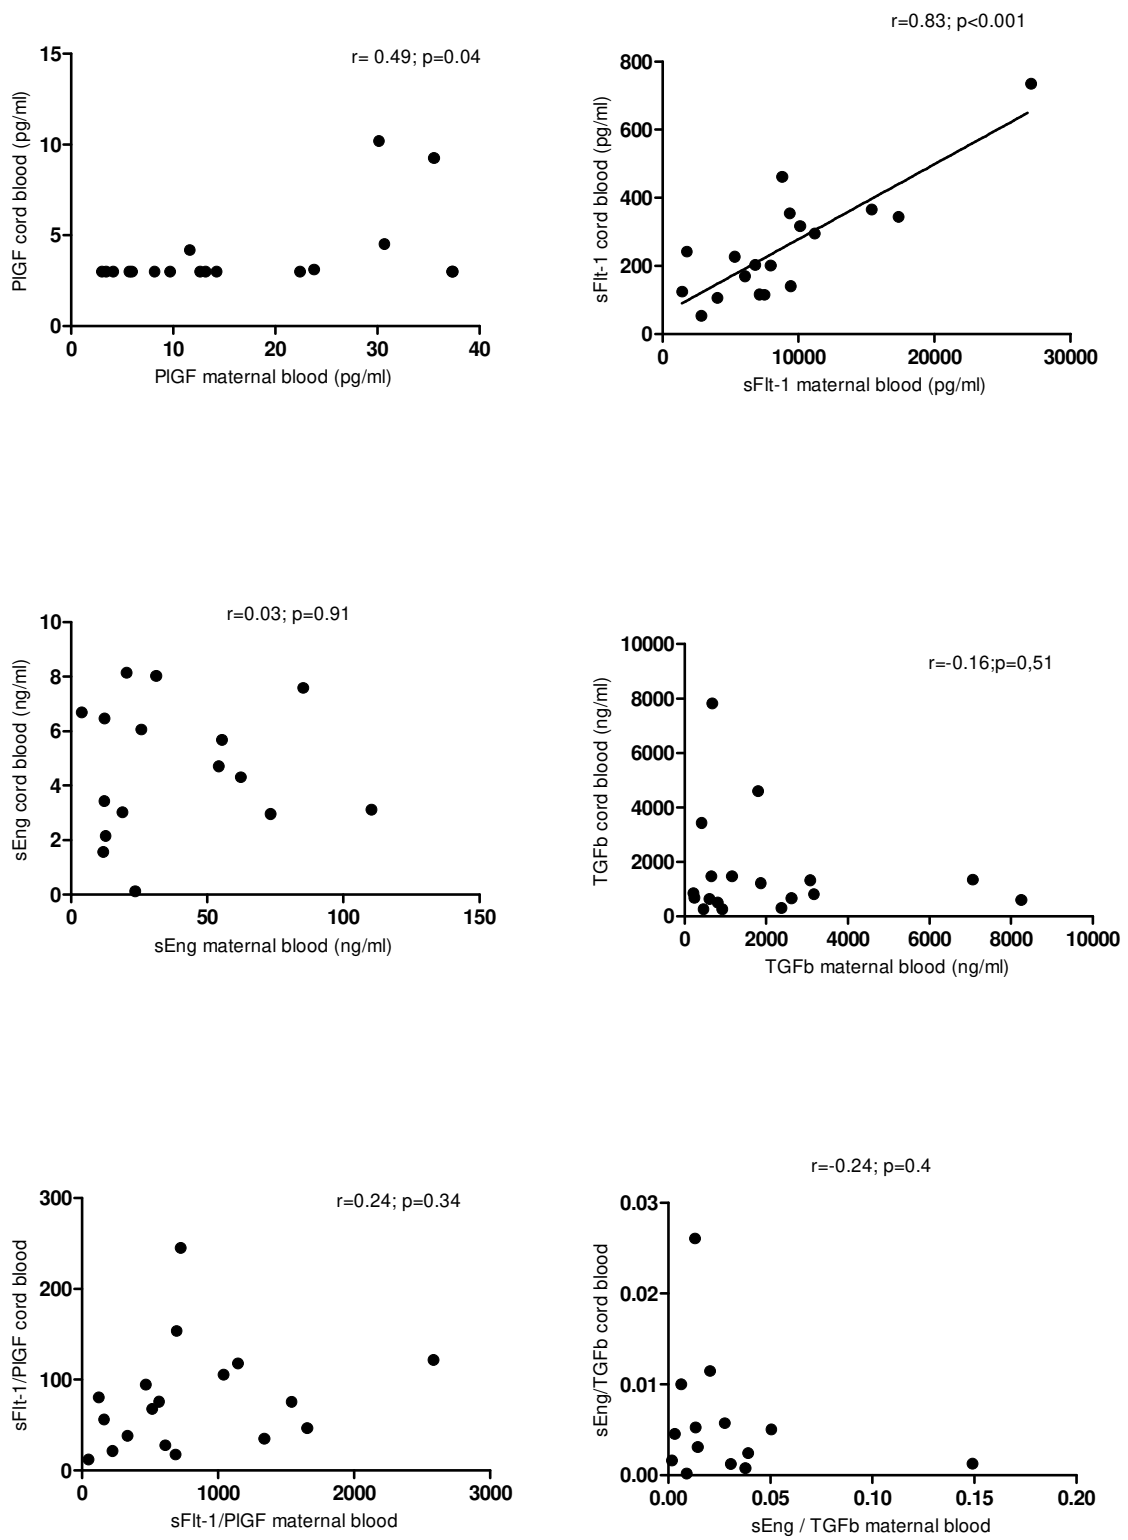 r= 0.49; p=0.04
15
10
5
0
PlGF cord blood (pg/ml)
0 10 20 30 40
PlGF maternal blood (pg/ml)
r=0.83; p<0.001
800
600
400
200
0
sFlt-1 cord blood (pg/ml)
0 10000 20000 30000
sFlt-1 maternal blood (pg/ml)
r=0.03; p=0.91
10
8
6
4
2
0
sEng cord blood (ng/ml)
0 50 100 150
sEng maternal blood (ng/ml)
r=-0.16;p=0,51
10000
8000
6000
4000
2000
0
TGFb cord blood (ng/ml)
0 2000 4000 6000 8000 10000
TGFb maternal blood (ng/ml)
r=0.24; p=0.34
300
200
100
0
sFlt-1/PlGF cord blood
0 1000 2000 3000
sFlt-1/PlGF maternal blood
r=-0.24; p=0.4
0.03
0.02
0.01
0.00
sEng/TGFb cord blood
0.00 0.05 0.10 0.15 0.20
sEng / TGFb maternal blood